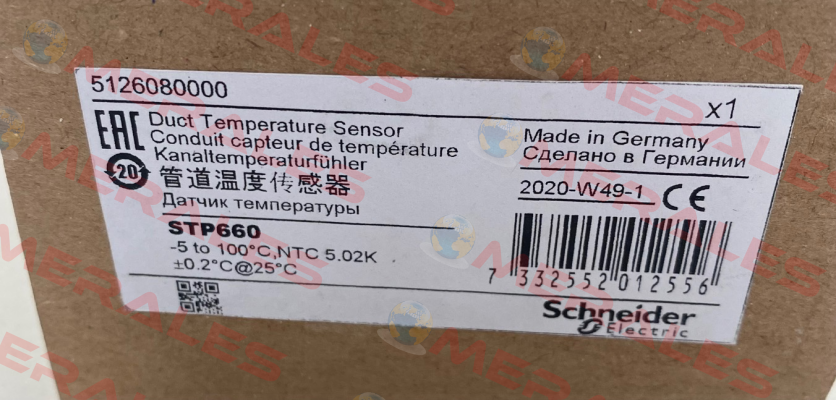 5126080000
x1
EAC
Duct Temperature Sensor
Conduit capteur de température
Kanaltemperaturfühler
20
管道温度传感器
Датчик температуры
Made in Germany
Сделано в Германии
2020-W49-1 CE
STP660
-5 to 100°C,NTC 5.02K
±0.2°C@25°C
7 332552 012556
Schneider
Electric
MERALES